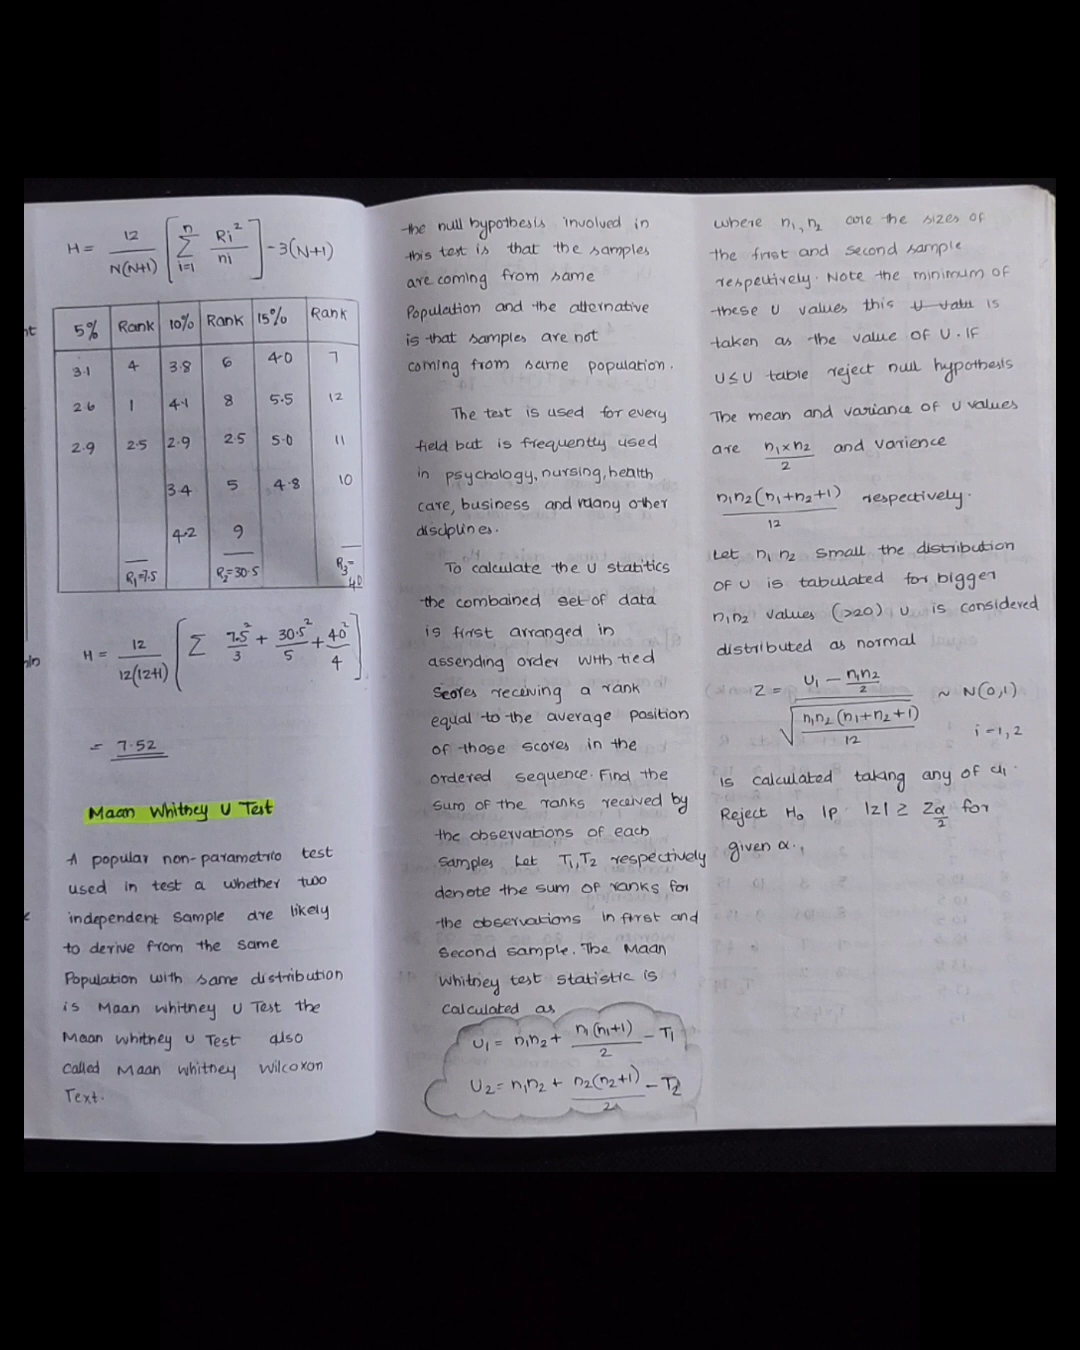 H = 12 / N(N+1) [ Σ i=1 n Ri² / ni ] - 3(N+1)
5% Rank 10% Rank 15% Rank
3.1 4 3.8 6 4.0 7
2.6 1 4.1 8 5.5 12
2.9 2.5 2.9 2.5 5.0 11
3.4 5 4.8 10
4.2 9
R₁=7.5 R₂=30.5 R₃=40
H = 12 / 12(12+1) [ Σ 7.5² / 3 + 30.5² / 5 + 40² / 4 ]
= 7.52
Maan Whitney U Test
A popular non-parametric test
used in test a whether two
independent sample are likely
to derive from the same
Population with same distribution
is Maan whitney U Test the
Maan whitney U Test also
called Maan whitney wilcoxon
Text.
the null hypothesis involved in
this test is that the samples
are coming from same
Population and the alternative
is that samples are not
coming from same population.
The test is used for every
field but is frequently used
in psychology, nursing, health
care, business and many other
disciplines.
To calculate the U statitics
the combained set of data
is first arranged in
assending order with tied
scores receiving a rank
equal to the average position
of those scores in the
ordered sequence. Find the
sum of the ranks received by
the observations of each
samples Let T₁,T₂ respectively
denote the sum of ranks for
the observations in first and
second sample. The Maan
Whitney test statistic is
calculated as
U₁ = n₁n₂ + n₁(n₁+1) / 2 - T₁
U₂ = n₁n₂ + n₂(n₂+1) / 2 - T₂
where n₁, n₂ are the sizes of
the first and second sample
respectively. Note the minimum of
these U values this U value is
taken as the value of U. If
U≤U table reject null hypothesis
The mean and variance of U values
are n₁×n₂ / 2 and varience
n₁n₂(n₁+n₂+1) / 12 respectively.
Let n₁ n₂ small the distribution
of U is tabulated for bigger
n₁n₂ values (>20) U is considered
distributed as normal
Z = U₁ - n₁n₂/2 / √ n₁n₂(n₁+n₂+1) / 12 ~ N(0,1)
i=1,2
is calculated taking any of
Reject H₀ |z| ≥ Zα/2 for
given α.,